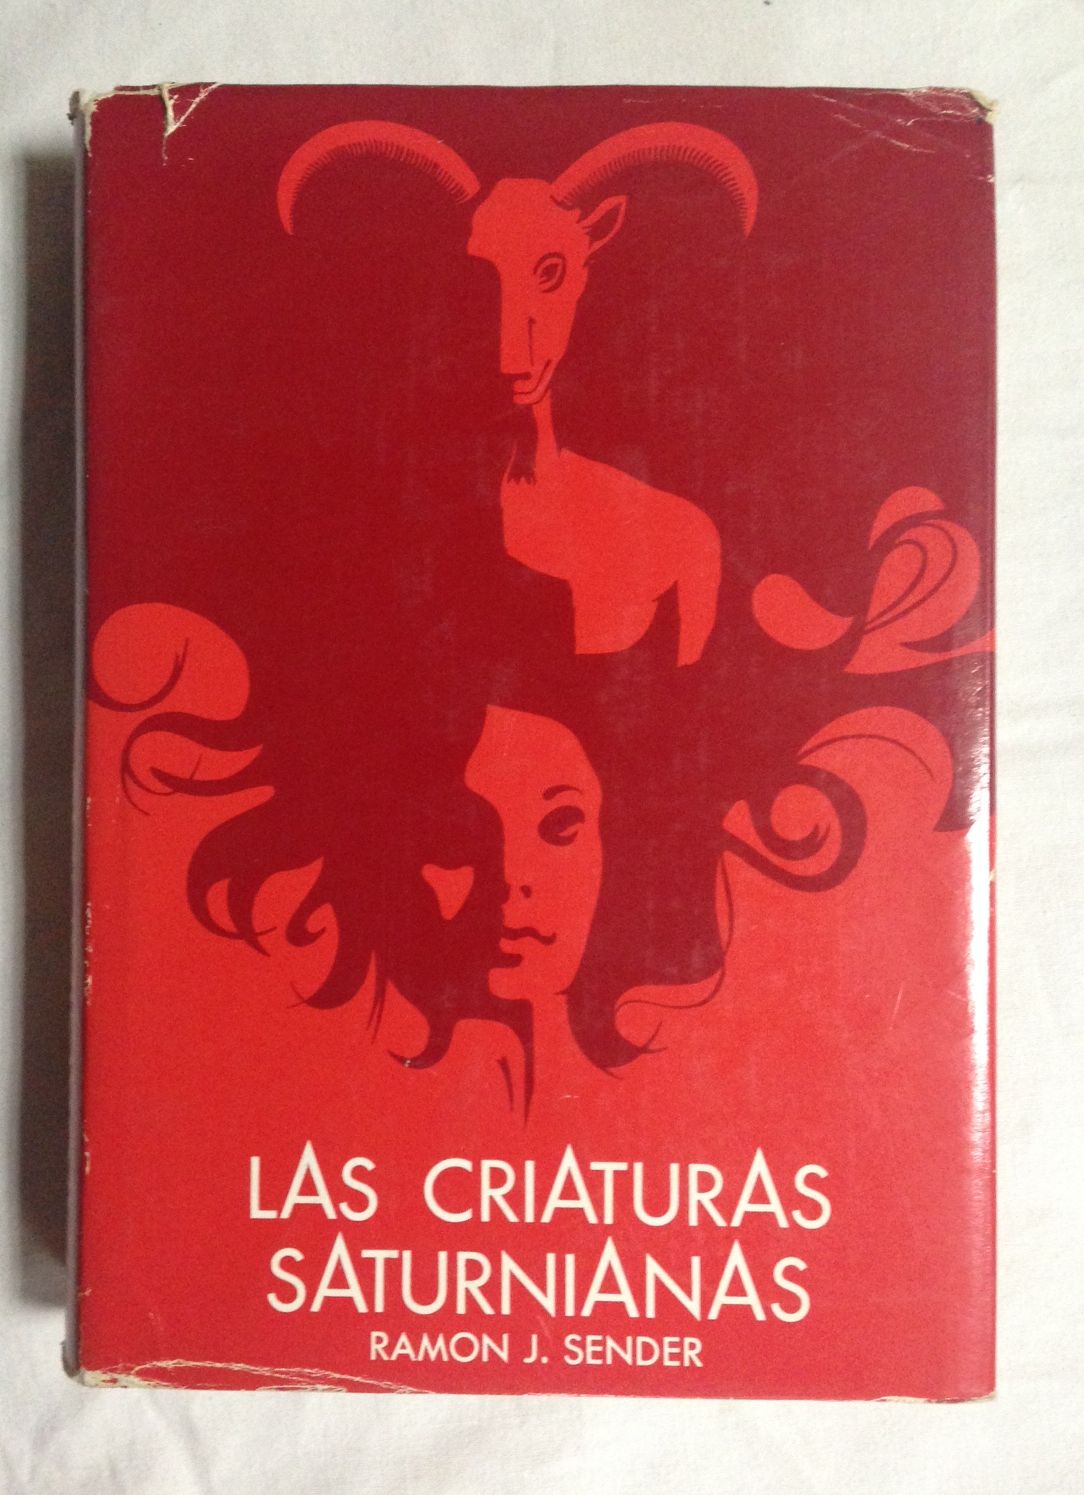 LAS CRIATURAS
SATURNIANAS
RAMON J. SENDER